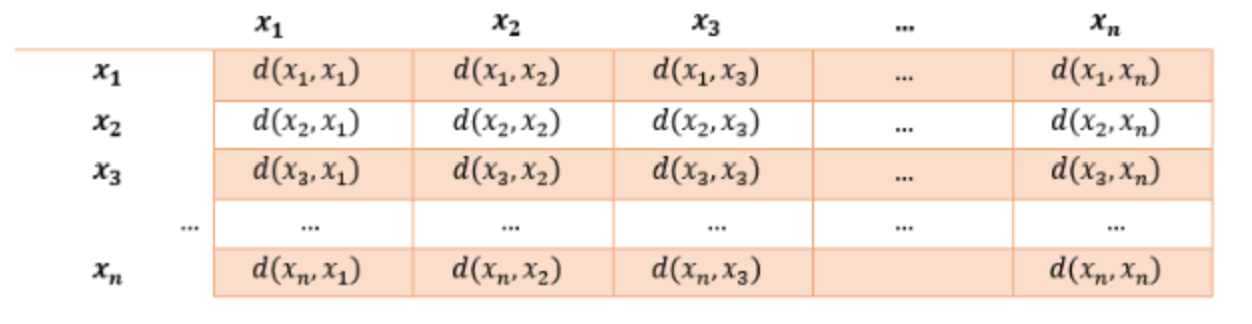 x₁ x₂ x₃ ... xₙ
x₁ d(x₁, x₁) d(x₁, x₂) d(x₁, x₃) ... d(x₁, xₙ)
x₂ d(x₂, x₁) d(x₂, x₂) d(x₂, x₃) ... d(x₂, xₙ)
x₃ d(x₃, x₁) d(x₃, x₂) d(x₃, x₃) ... d(x₃, xₙ)
... ... ... ... ... ...
xₙ d(xₙ, x₁) d(xₙ, x₂) d(xₙ, x₃) d(xₙ, xₙ)